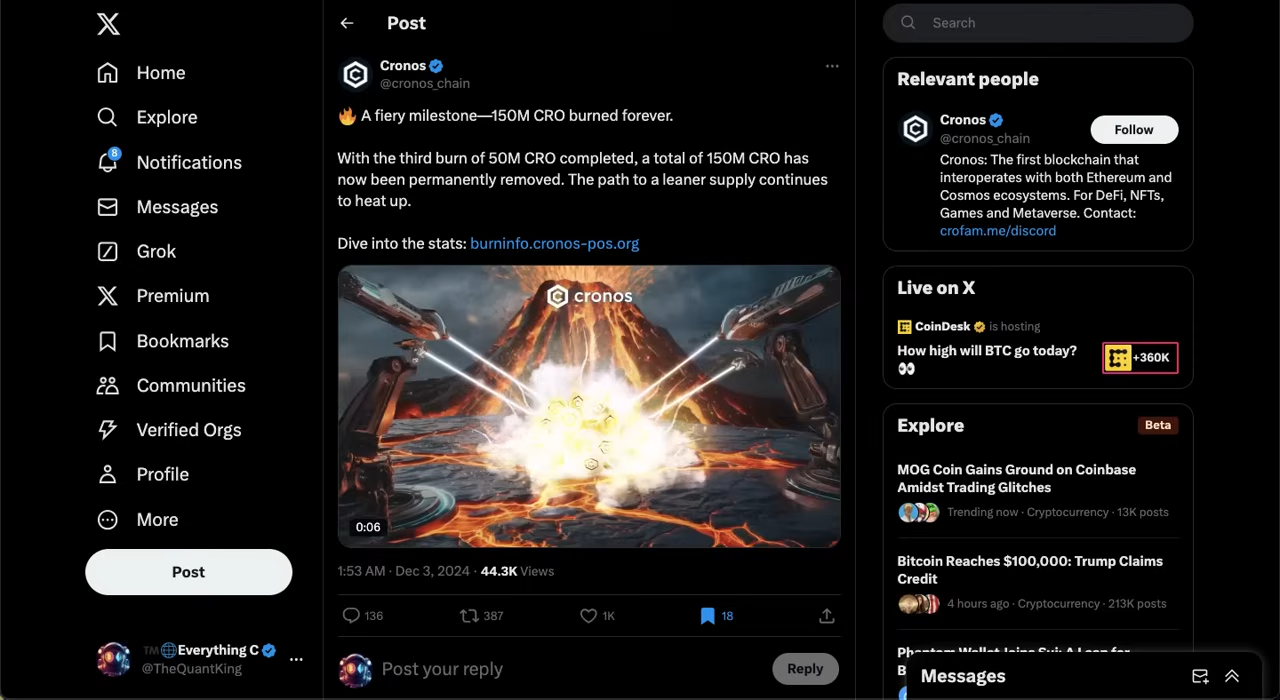 Home
Explore
8
Notifications
Messages
Grok
Premium
Bookmarks
Communities
Verified Orgs
Profile
More
Post
™🌐Everything C
@TheQuantKing
Post
Cronos
@cronos_chain
🔥 A fiery milestone—150M CRO burned forever.
With the third burn of 50M CRO completed, a total of 150M CRO has
now been permanently removed. The path to a leaner supply continues
to heat up.
Dive into the stats: burninfo.cronos-pos.org
cronos
0:06
1:53 AM · Dec 3, 2024 · 44.3K Views
136 387 1K 18
Post your reply
Reply
Search
Relevant people
Cronos
@cronos_chain
Follow
Cronos: The first blockchain that
interoperates with both Ethereum and
Cosmos ecosystems. For DeFi, NFTs,
Games and Metaverse. Contact:
crofam.me/discord
Live on X
CoinDesk is hosting
How high will BTC go today?
👀
+360K
Explore
Beta
MOG Coin Gains Ground on Coinbase
Amidst Trading Glitches
Trending now · Cryptocurrency · 13K posts
Bitcoin Reaches $100,000: Trump Claims
Credit
4 hours ago · Cryptocurrency · 213K posts
Phantom Wallet Joins Sui: A Leap for
Messages